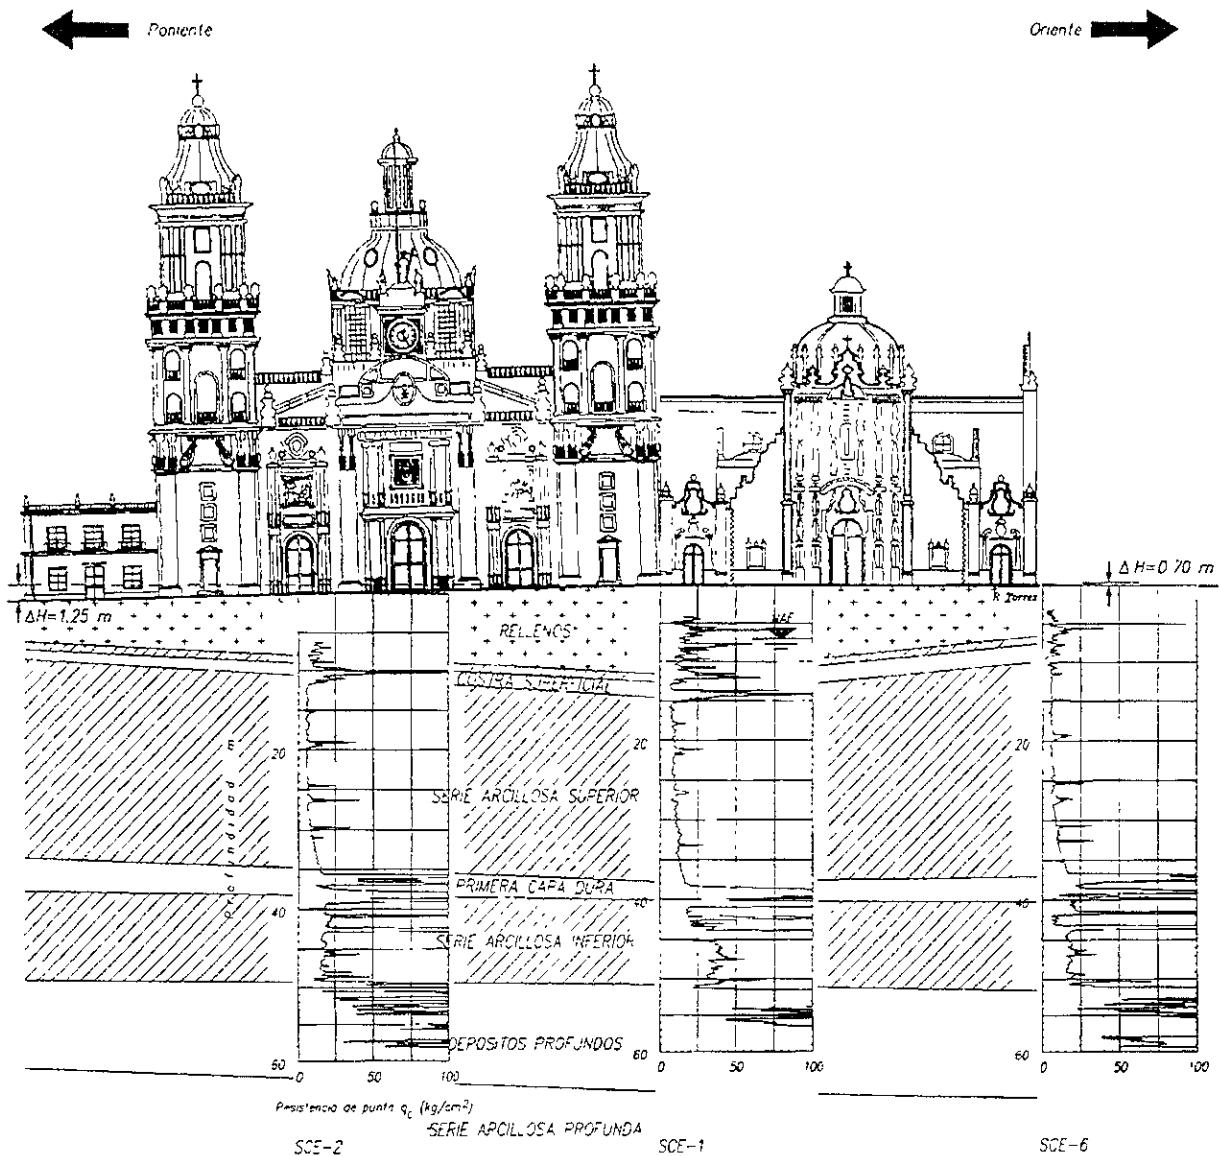 Poniente
Oriente
Δ H=0 70 m
ΔH=1.25 m
R Torres
RELLENOS
NAF
COSTRA SUPERFICIAL
profundidad m
20
20
20
SERIE ARCILLOSA SUPERIOR
PRIMERA CAPA DURA
40
40
40
SERIE ARCILLOSA INFERIOR
DEPOSITOS PROFUNDOS
60
60
60
0 50 100
0 50 100
0 50 100
Resistencia de punta qc (kg/cm²)
SERIE ARCILLOSA PROFUNDA
SCE-2
SCE-1
SCE-6